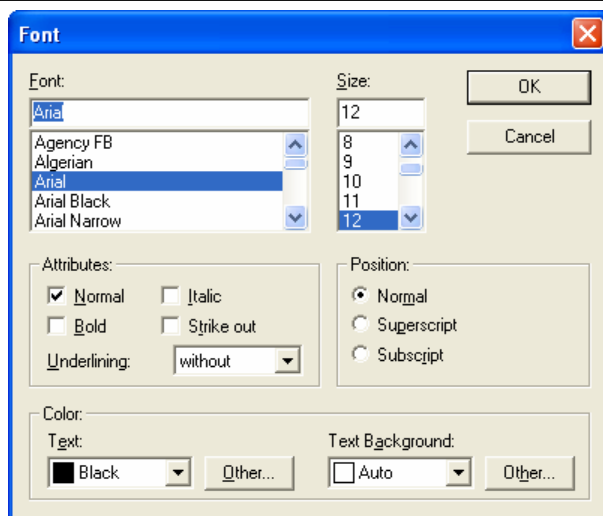 Font
Font:
Size:
OK
Arial
12
Cancel
Agency FB
Algerian
Arial
Arial Black
Arial Narrow
8
9
10
11
12
Attributes:
Normal
Italic
Bold
Strike out
Underlining:
without
Position:
Normal
Superscript
Subscript
Color:
Text:
Text Background:
Black
Other...
Auto
Other...